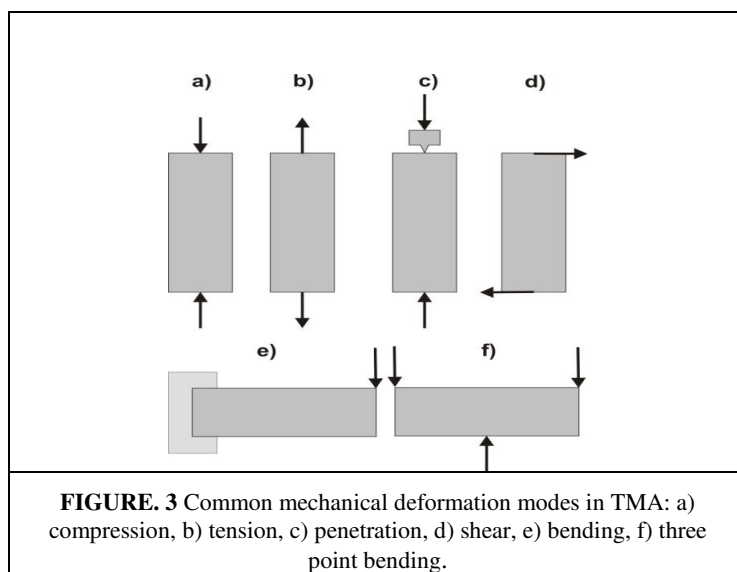 a) b) c) d)
e) f)
FIGURE. 3 Common mechanical deformation modes in TMA: a)
compression, b) tension, c) penetration, d) shear, e) bending, f) three
point bending.